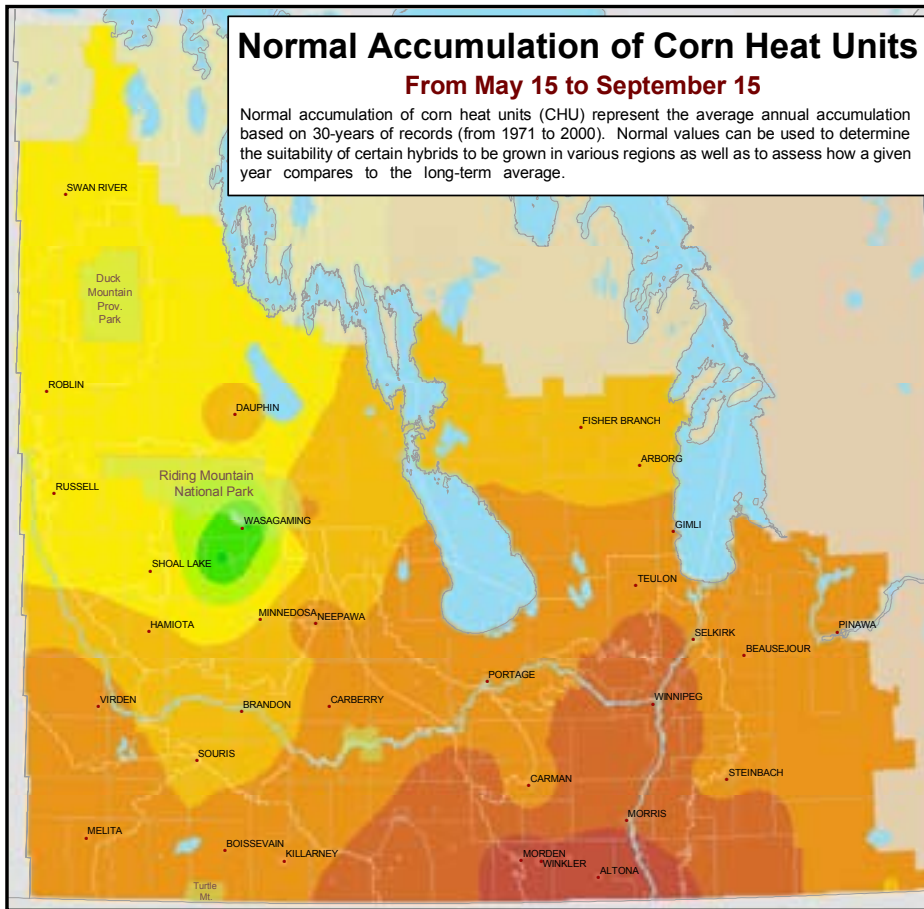 Normal Accumulation of Corn Heat Units
From May 15 to September 15
Normal accumulation of corn heat units (CHU) represent the average annual accumulation
based on 30-years of records (from 1971 to 2000). Normal values can be used to determine
the suitability of certain hybrids to be grown in various regions as well as to assess how a given
year compares to the long-term average.
SWAN RIVER
Duck
Mountain
Prov.
Park
ROBLIN
DAUPHIN
FISHER BRANCH
ARBORG
Riding Mountain
National Park
RUSSELL
WASAGAMING
GIMLI
SHOAL LAKE
TEULON
MINNEDOSA
NEEPAWA
HAMIOTA
PINAWA
SELKIRK
BEAUSEJOUR
PORTAGE
VIRDEN
BRANDON
CARBERRY
WINNIPEG
SOURIS
CARMAN
STEINBACH
MORRIS
MELITA
BOISSEVAIN
KILLARNEY
MORDEN
WINKLER
ALTONA
Turtle
Mt.